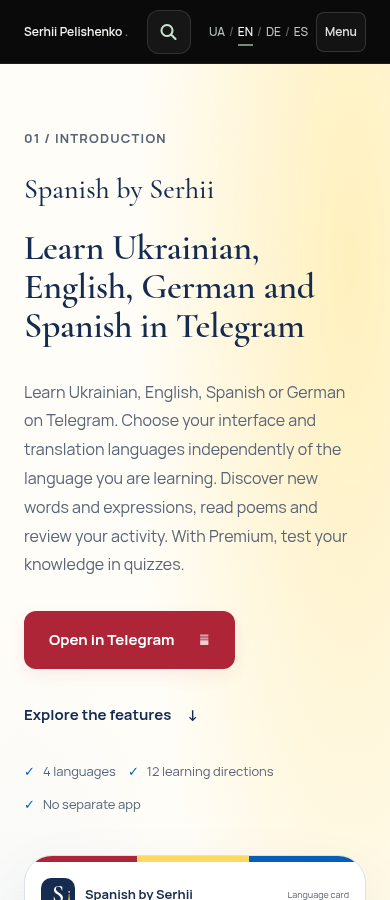 Serhii Pelishenko .
UA / EN / DE / ES
Menu
01 / INTRODUCTION
Spanish by Serhii
Learn Ukrainian,
English, German and
Spanish in Telegram
Learn Ukrainian, English, Spanish or German
on Telegram. Choose your interface and
translation languages independently of the
language you are learning. Discover new
words and expressions, read poems and
review your activity. With Premium, test your
knowledge in quizzes.
Open in Telegram
Explore the features ↓
✓ 4 languages ✓ 12 learning directions
✓ No separate app
Spanish by Serhii
Language card